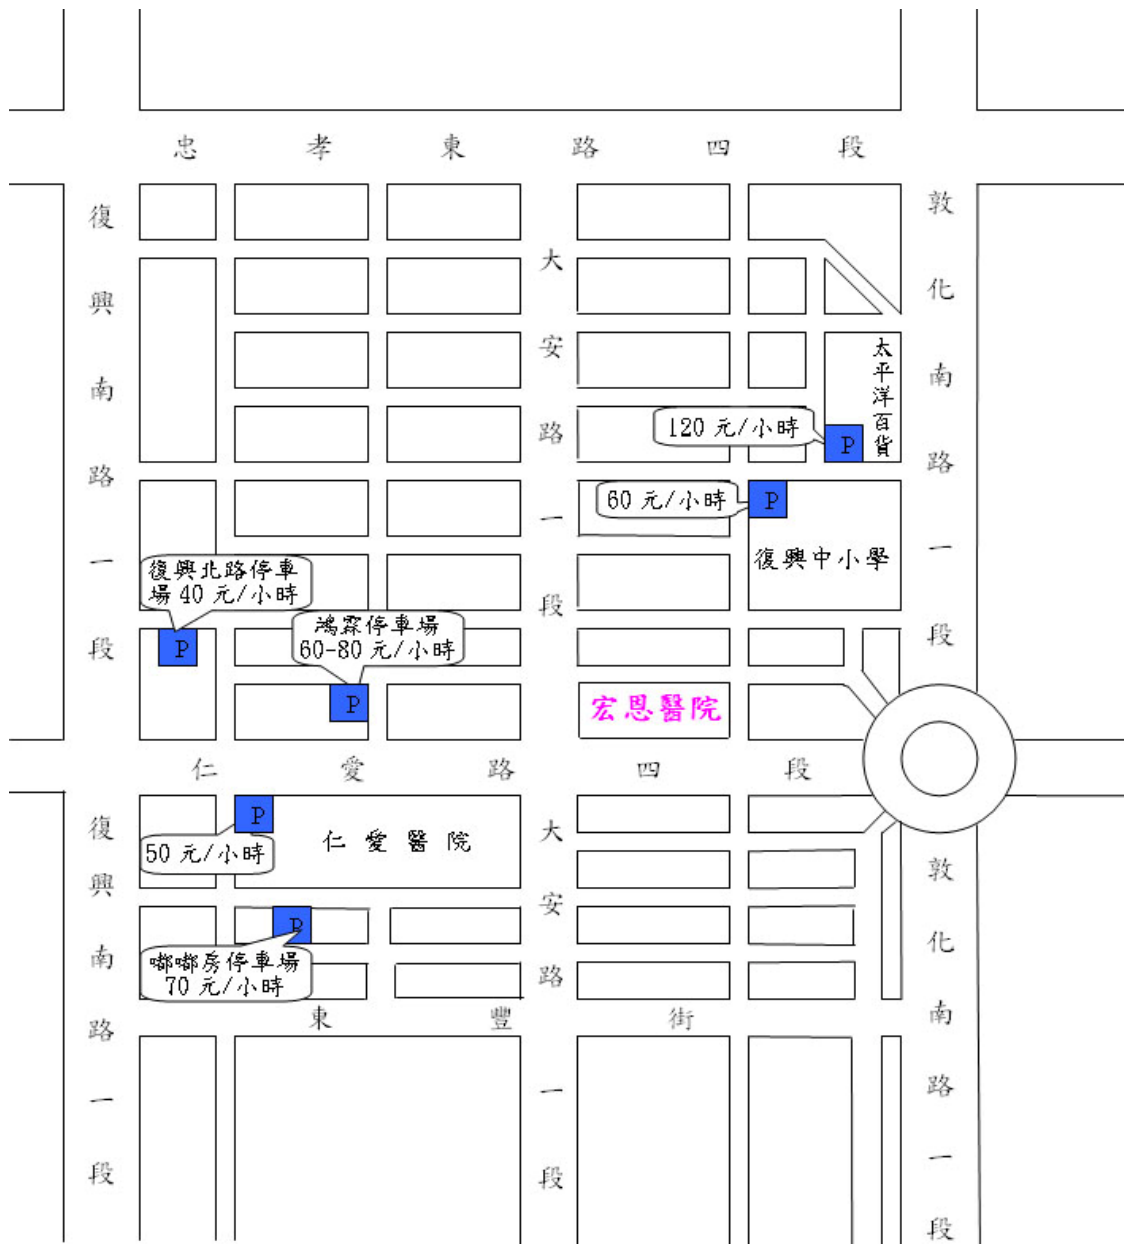 忠孝東路四段
復興南路一段
大安路一段
敦化南路一段
太平洋百貨
120 元/小時
P
60 元/小時
P
復興中小學
復興北路停車
場 40 元/小時
P
鴻霖停車場
60-80 元/小時
P
宏恩醫院
仁愛路四段
P
50 元/小時
仁愛醫院
復興南路一段
大安路一段
敦化南路一段
P
嘟嘟房停車場
70 元/小時
東豐街